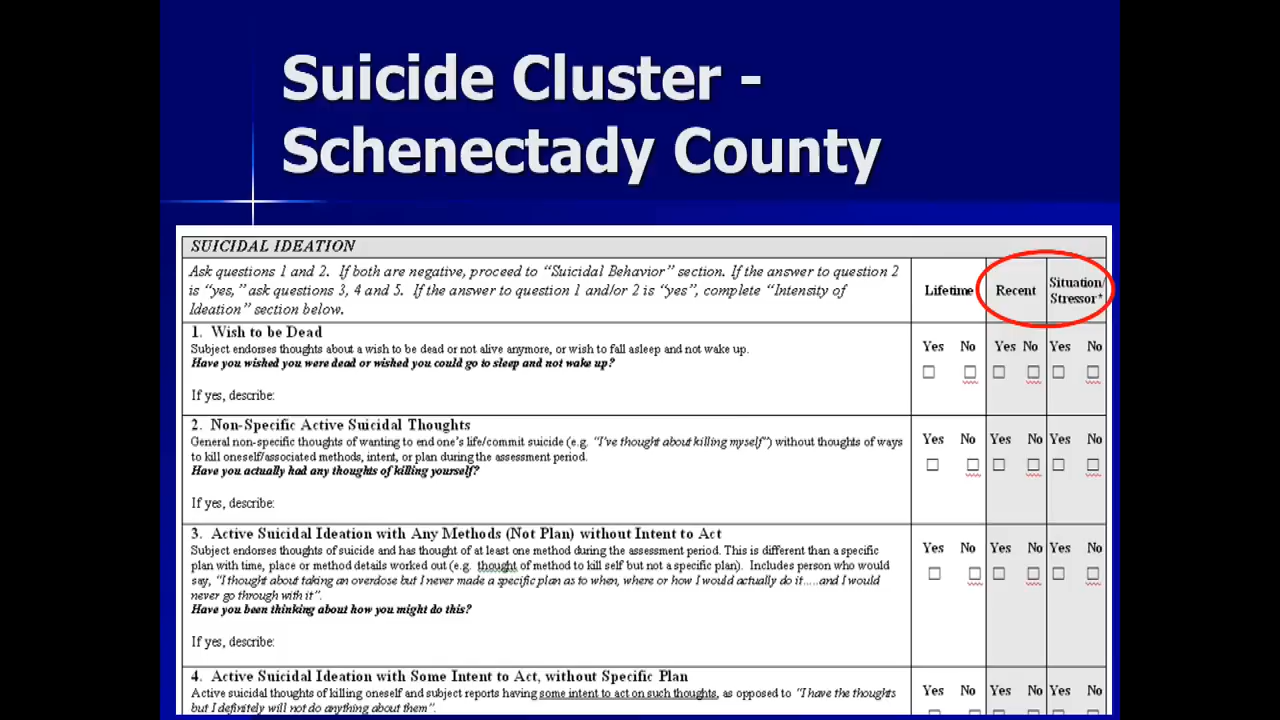 Suicide Cluster -
Schenectady County
SUICIDAL IDEATION
Ask questions 1 and 2. If both are negative, proceed to “Suicidal Behavior” section. If the answer to question 2
is “yes,” ask questions 3, 4 and 5. If the answer to question 1 and/or 2 is “yes”, complete “Intensity of
Ideation” section below.
Lifetime
Recent
Situation/
Stressor*
1. Wish to be Dead
Subject endorses thoughts about a wish to be dead or not alive anymore, or wish to fall asleep and not wake up.
Have you wished you were dead or wished you could go to sleep and not wake up?
If yes, describe:
Yes No Yes No Yes No
2. Non-Specific Active Suicidal Thoughts
General non-specific thoughts of wanting to end one’s life/commit suicide (e.g. “I’ve thought about killing myself”) without thoughts of ways
to kill oneself/associated methods, intent, or plan during the assessment period.
Have you actually had any thoughts of killing yourself?
If yes, describe:
Yes No Yes No Yes No
3. Active Suicidal Ideation with Any Methods (Not Plan) without Intent to Act
Subject endorses thoughts of suicide and has thought of at least one method during the assessment period. This is different than a specific
plan with time, place or method details worked out (e.g. thought of method to kill self but not a specific plan). Includes person who would
say, “I thought about taking an overdose but I never made a specific plan as to when, where or how I would actually do it.....and I would
never go through with it”.
Have you been thinking about how you might do this?
If yes, describe:
Yes No Yes No Yes No
4. Active Suicidal Ideation with Some Intent to Act, without Specific Plan
Active suicidal thoughts of killing oneself and subject reports having some intent to act on such thoughts, as opposed to “I have the thoughts
but I definitely will not do anything about them”.
Yes No Yes No Yes No